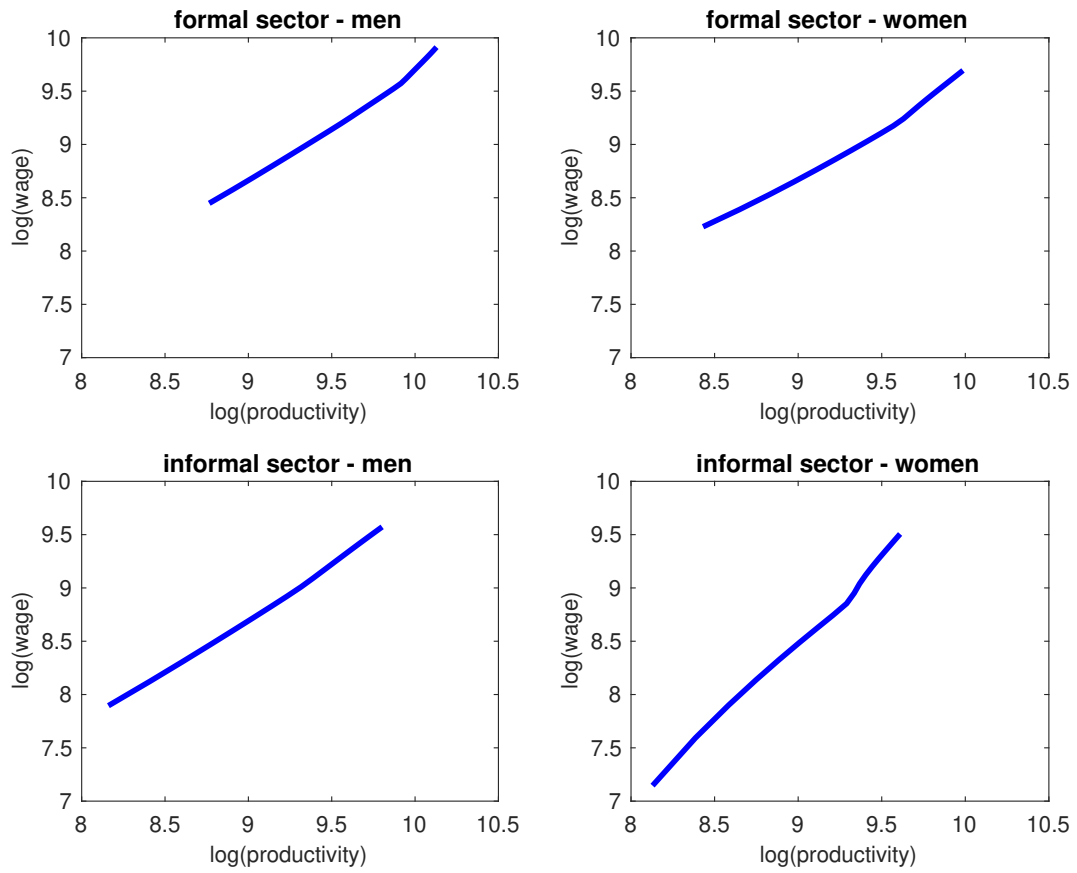 formal sector - men
10
9.5
9
8.5
8
7.5
7
log(wage)
8 8.5 9 9.5 10 10.5
log(productivity)
formal sector - women
10
9.5
9
8.5
8
7.5
7
log(wage)
8 8.5 9 9.5 10 10.5
log(productivity)
informal sector - men
10
9.5
9
8.5
8
7.5
7
log(wage)
8 8.5 9 9.5 10 10.5
log(productivity)
informal sector - women
10
9.5
9
8.5
8
7.5
7
log(wage)
8 8.5 9 9.5 10 10.5
log(productivity)